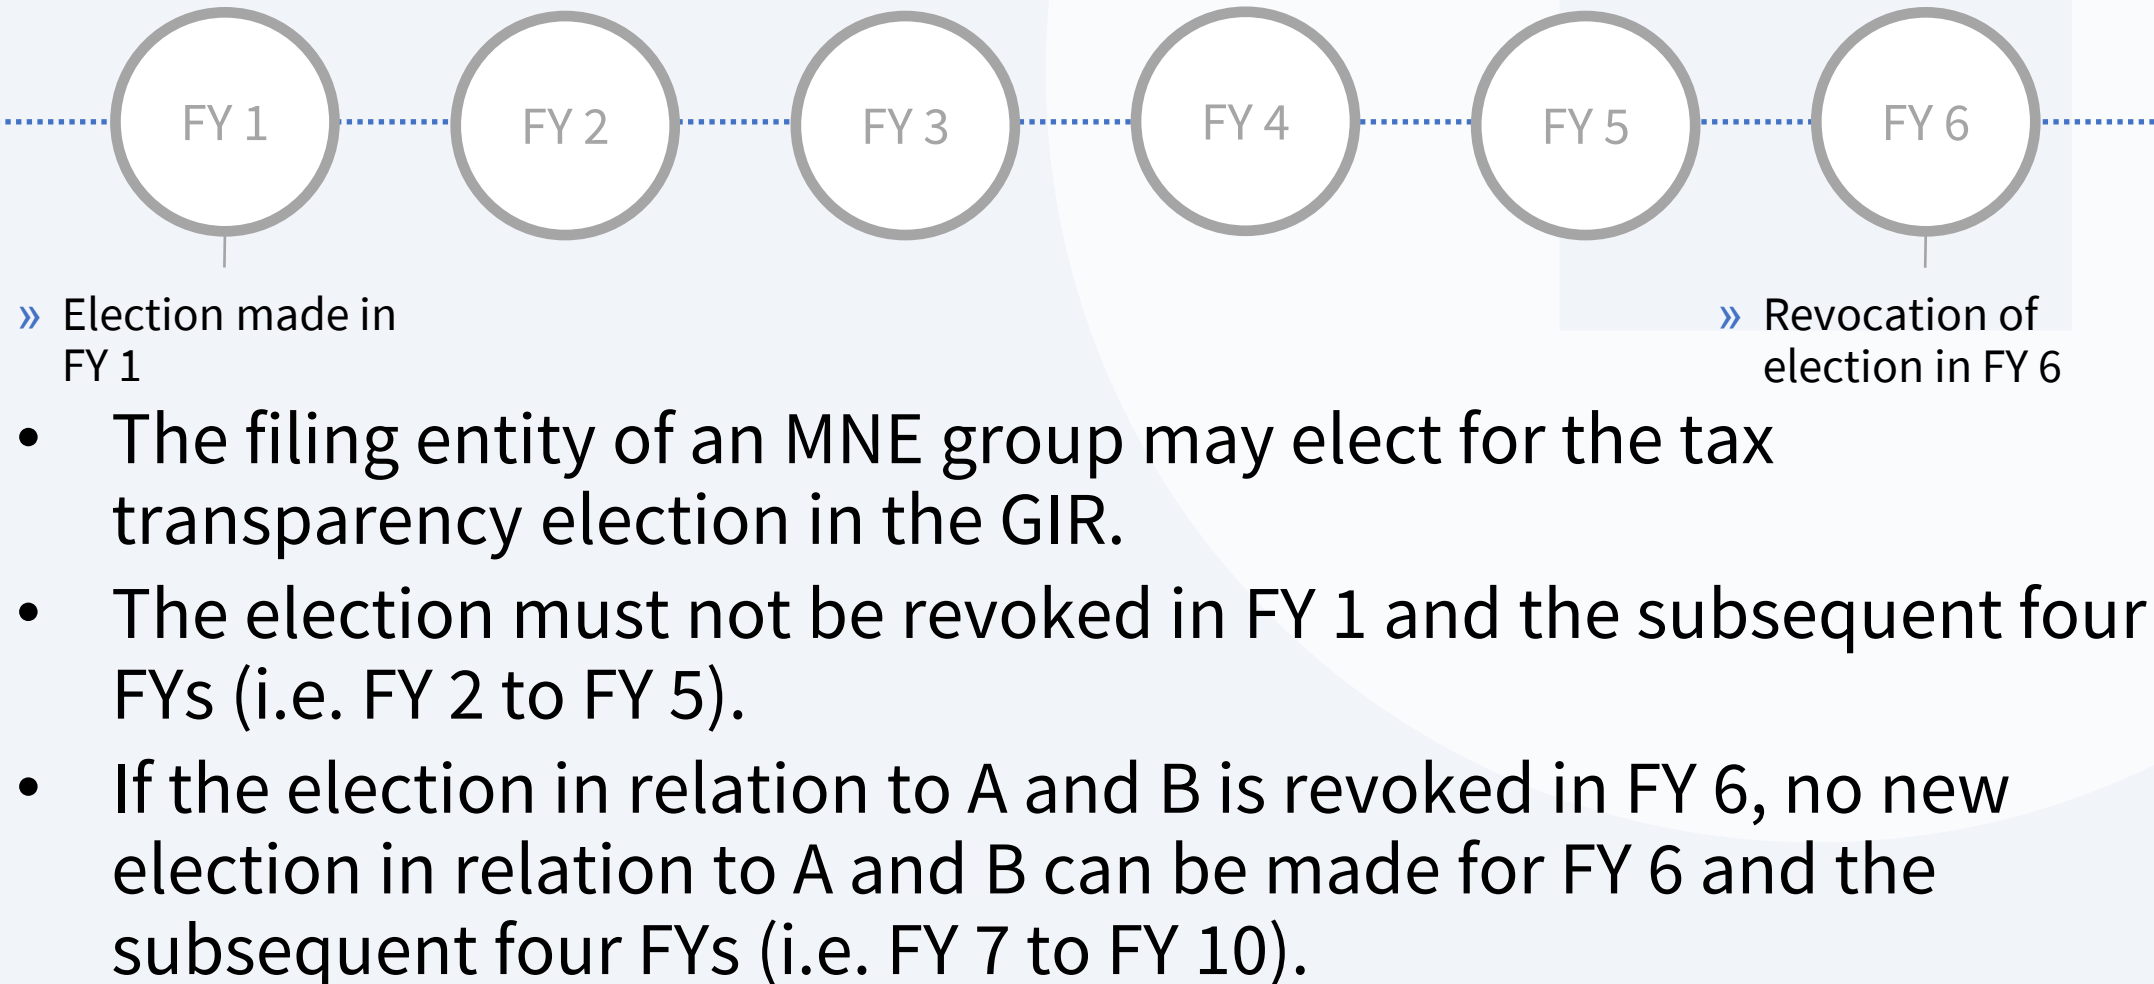 FY 1
FY 2
FY 3
FY 4
FY 5
FY 6
» Election made in
FY 1
» Revocation of
election in FY 6
• The filing entity of an MNE group may elect for the tax
transparency election in the GIR.
• The election must not be revoked in FY 1 and the subsequent four
FYs (i.e. FY 2 to FY 5).
• If the election in relation to A and B is revoked in FY 6, no new
election in relation to A and B can be made for FY 6 and the
subsequent four FYs (i.e. FY 7 to FY 10).